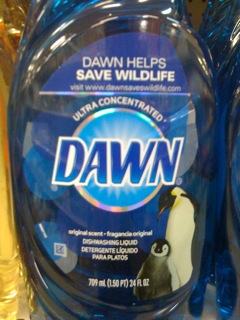 DAWN HELPS
SAVE WILDLIFE
visit www.dawnsaveswildlife.com
ULTRA CONCENTRATED
DAWN
original scent • fragancia original
DISHWASHING LIQUID
DETERGENTE LÍQUIDO
PARA PLATOS
709 ml (1.50 PT) 24 FL OZ